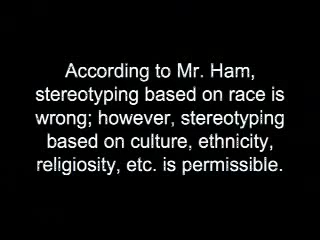 According to Mr. Ham,
stereotyping based on race is
wrong; however, stereotyping
based on culture, ethnicity,
religiosity, etc. is permissible.